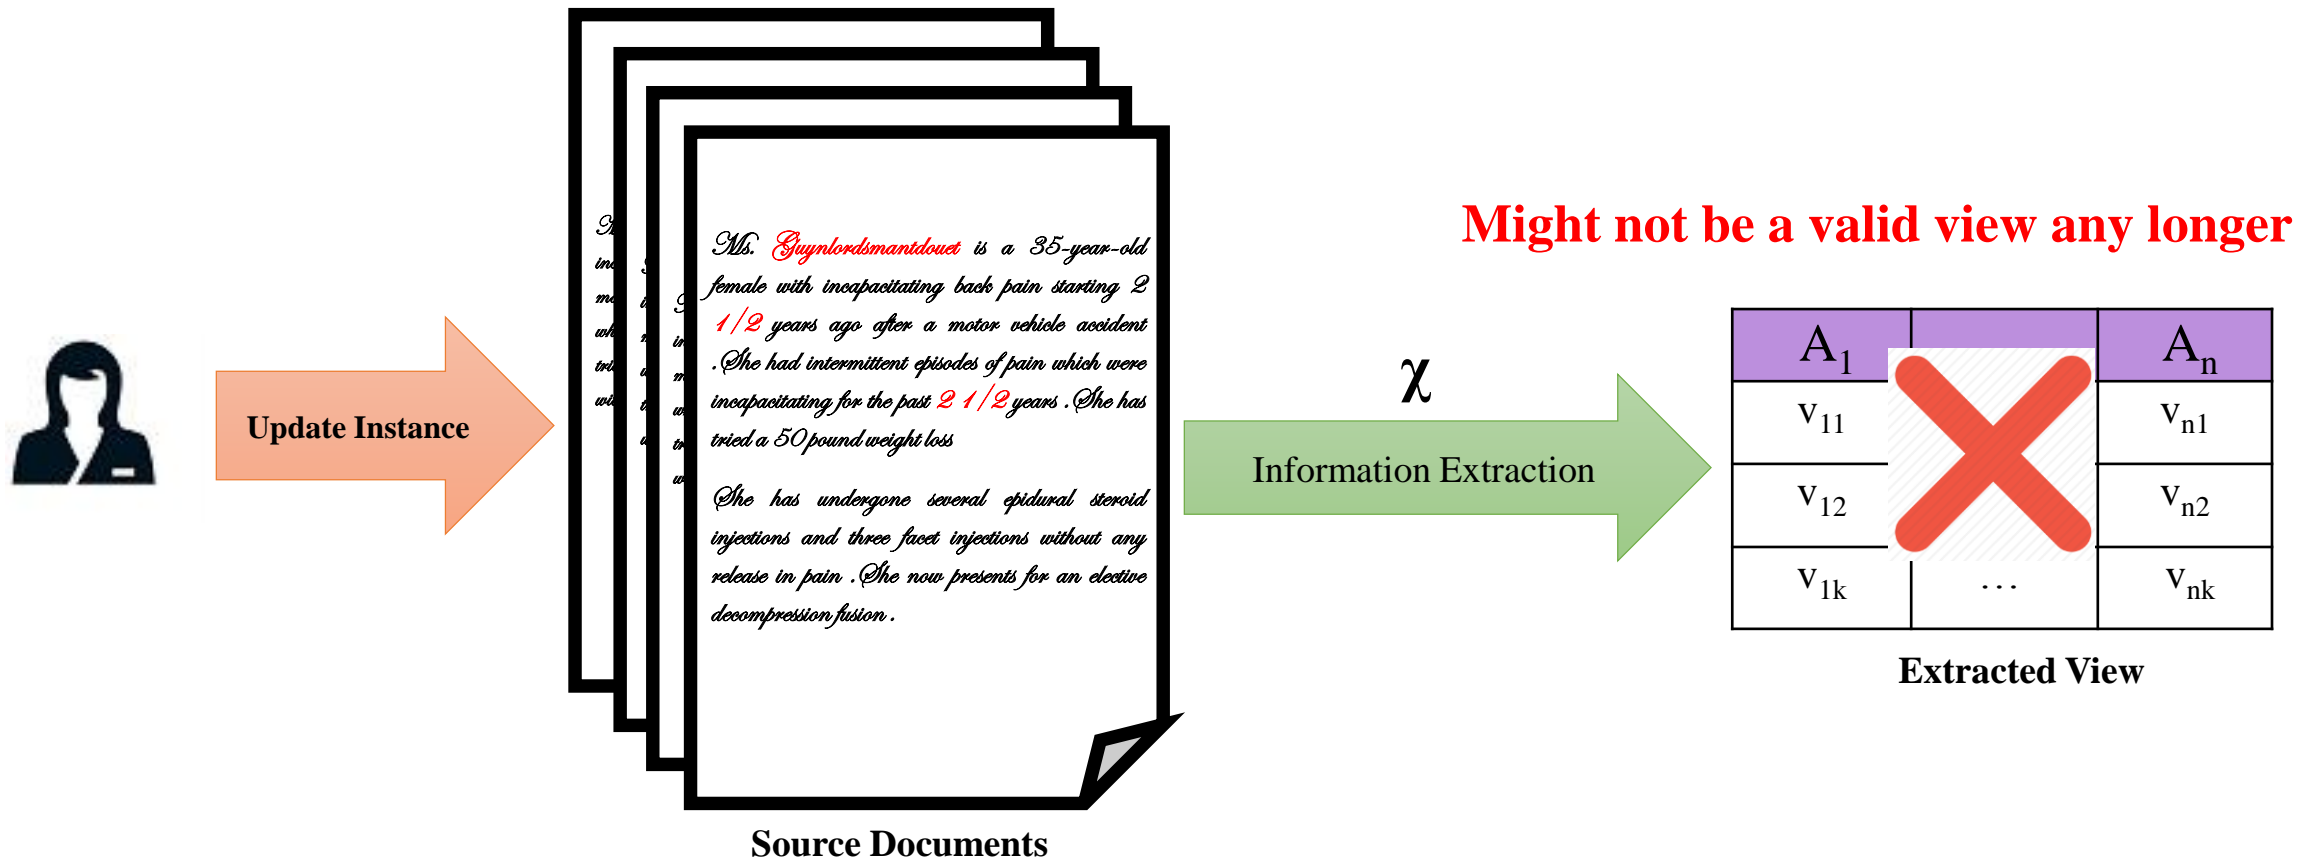 Update Instance
Ms. Guynlordsmantdouet is a 35-year-old
female with incapacitating back pain starting 2
1/2 years ago after a motor vehicle accident
. She had intermittent episodes of pain which were
incapacitating for the past 2 1/2 years . She has
tried a 50 pound weight loss
She has undergone several epidural steroid
injections and three facet injections without any
release in pain . She now presents for an elective
decompression fusion .
Source Documents
χ
Information Extraction
Might not be a valid view any longer
A1 An
v11 vn1
v12 vn2
v1k ... vnk
Extracted View